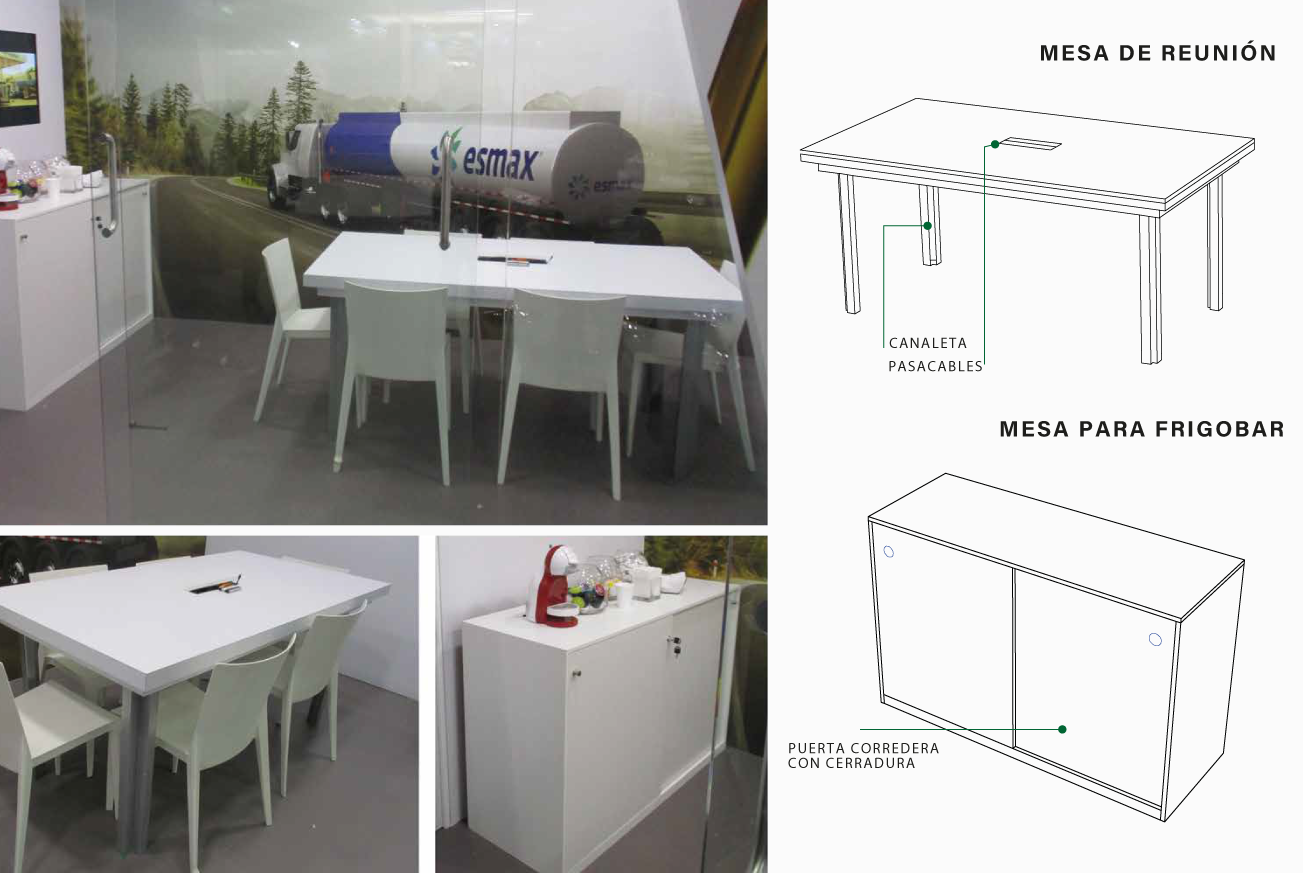 esmax
esmax
MESA DE REUNIÓN
CANALETA
PASACABLES
MESA PARA FRIGOBAR
PUERTA CORREDERA
CON CERRADURA